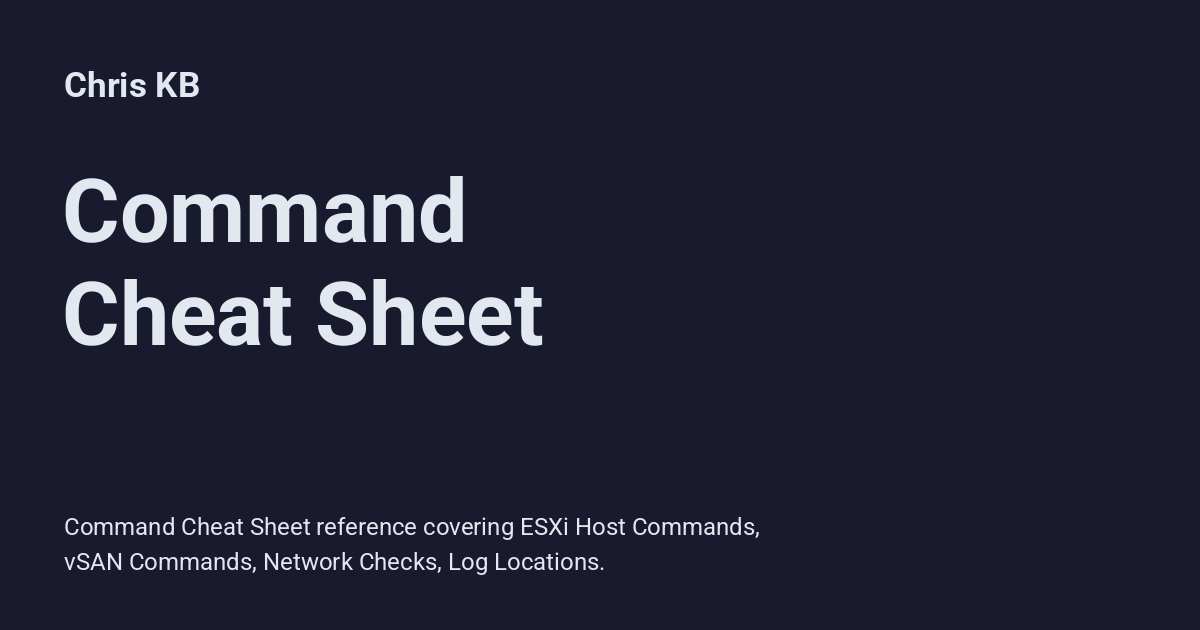 Chris KB
Command
Cheat Sheet
Command Cheat Sheet reference covering ESXi Host Commands,
vSAN Commands, Network Checks, Log Locations.